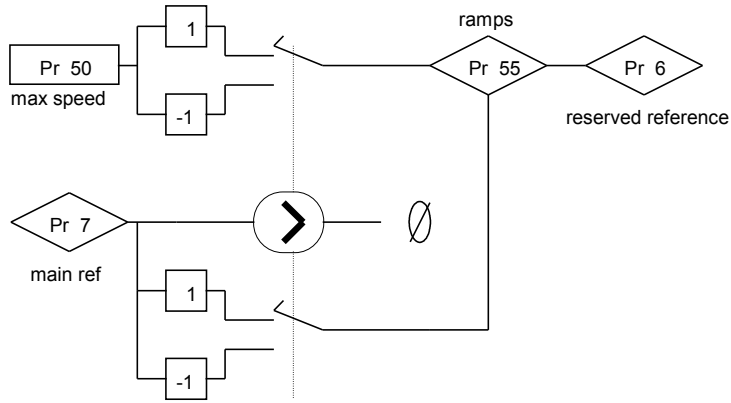 ramps
1
Pr 50
Pr 55
Pr 6
max speed
-1
reserved reference
Pr 7
>
0
main ref
1
-1